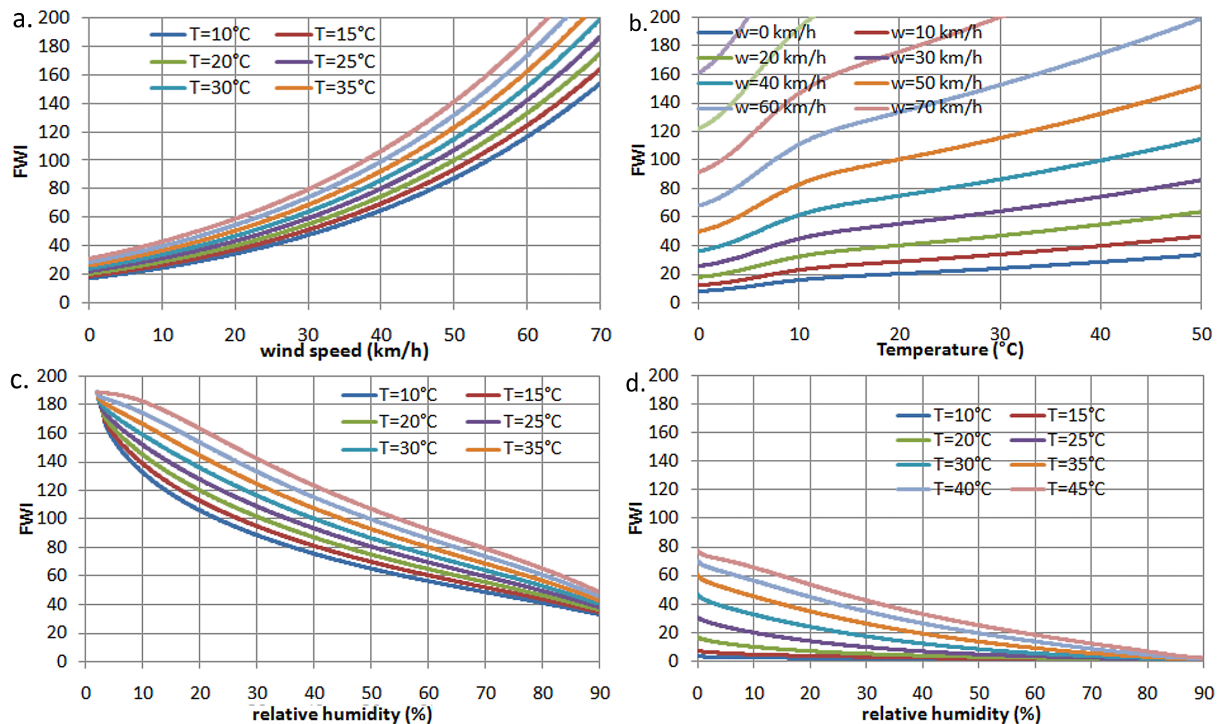 a.
200
180
160
140
120
100
80
60
40
20
0
FWI
T=10°C T=15°C
T=20°C T=25°C
T=30°C T=35°C
0 10 20 30 40 50 60 70
wind speed (km/h)
b.
200
180
160
140
120
100
80
60
40
20
0
FWI
w=0 km/h w=10 km/h
w=20 km/h w=30 km/h
w=40 km/h w=50 km/h
w=60 km/h w=70 km/h
0 10 20 30 40 50
Temperature (°C)
c.
200
180
160
140
120
100
80
60
40
20
0
FWI
T=10°C T=15°C
T=20°C T=25°C
T=30°C T=35°C
0 10 20 30 40 50 60 70 80 90
relative humidity (%)
d.
200
180
160
140
120
100
80
60
40
20
0
FWI
T=10°C T=15°C
T=20°C T=25°C
T=30°C T=35°C
T=40°C T=45°C
0 10 20 30 40 50 60 70 80 90
relative humidity (%)